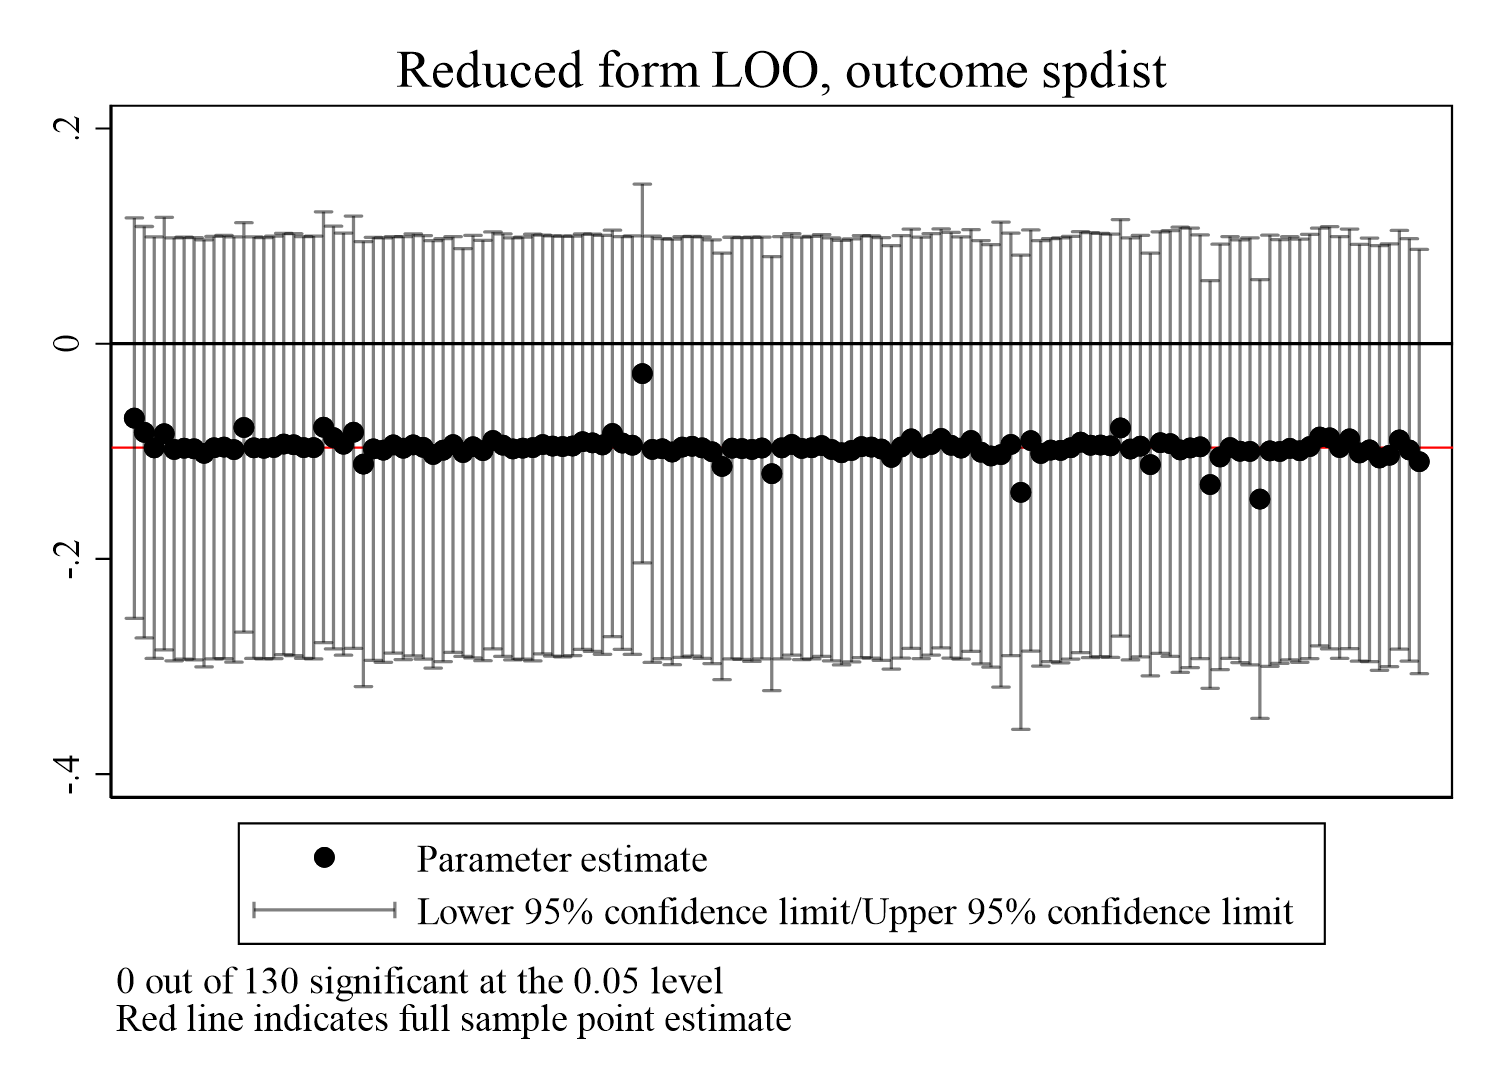 Reduced form LOO, outcome spdist
.2
0
-.2
-.4
Parameter estimate
Lower 95% confidence limit/Upper 95% confidence limit
0 out of 130 significant at the 0.05 level
Red line indicates full sample point estimate